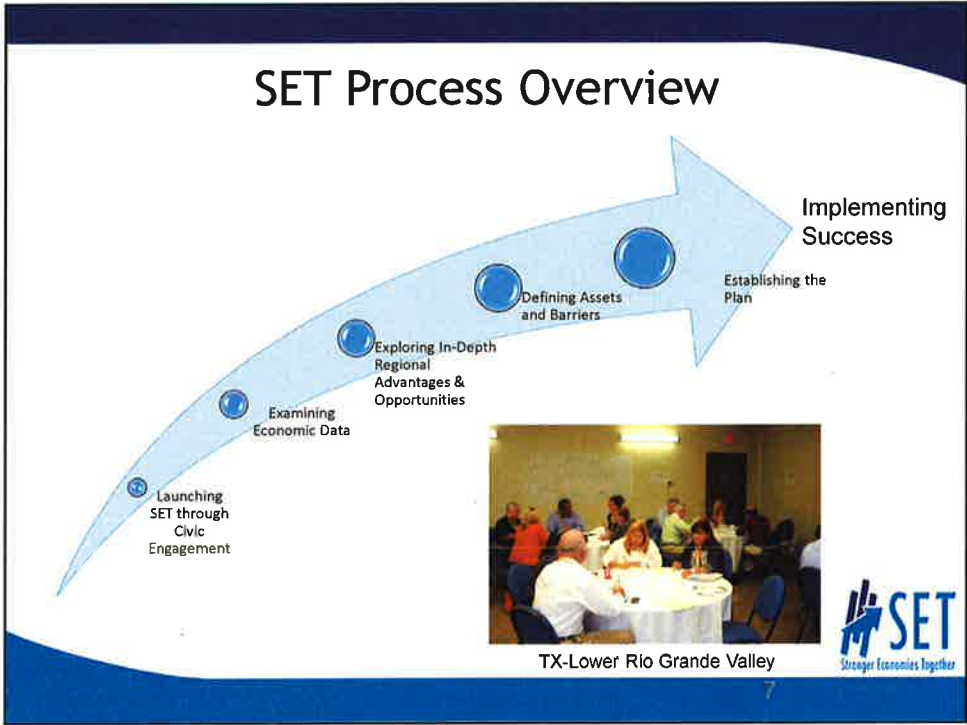 SET Process Overview
Implementing
Success
Establishing the
Plan
Defining Assets
and Barriers
Exploring In-Depth
Regional
Advantages &
Opportunities
Examining
Economic Data
Launching
SET through
Civic
Engagement
TX-Lower Rio Grande Valley
SET
Stronger Economies Together
7